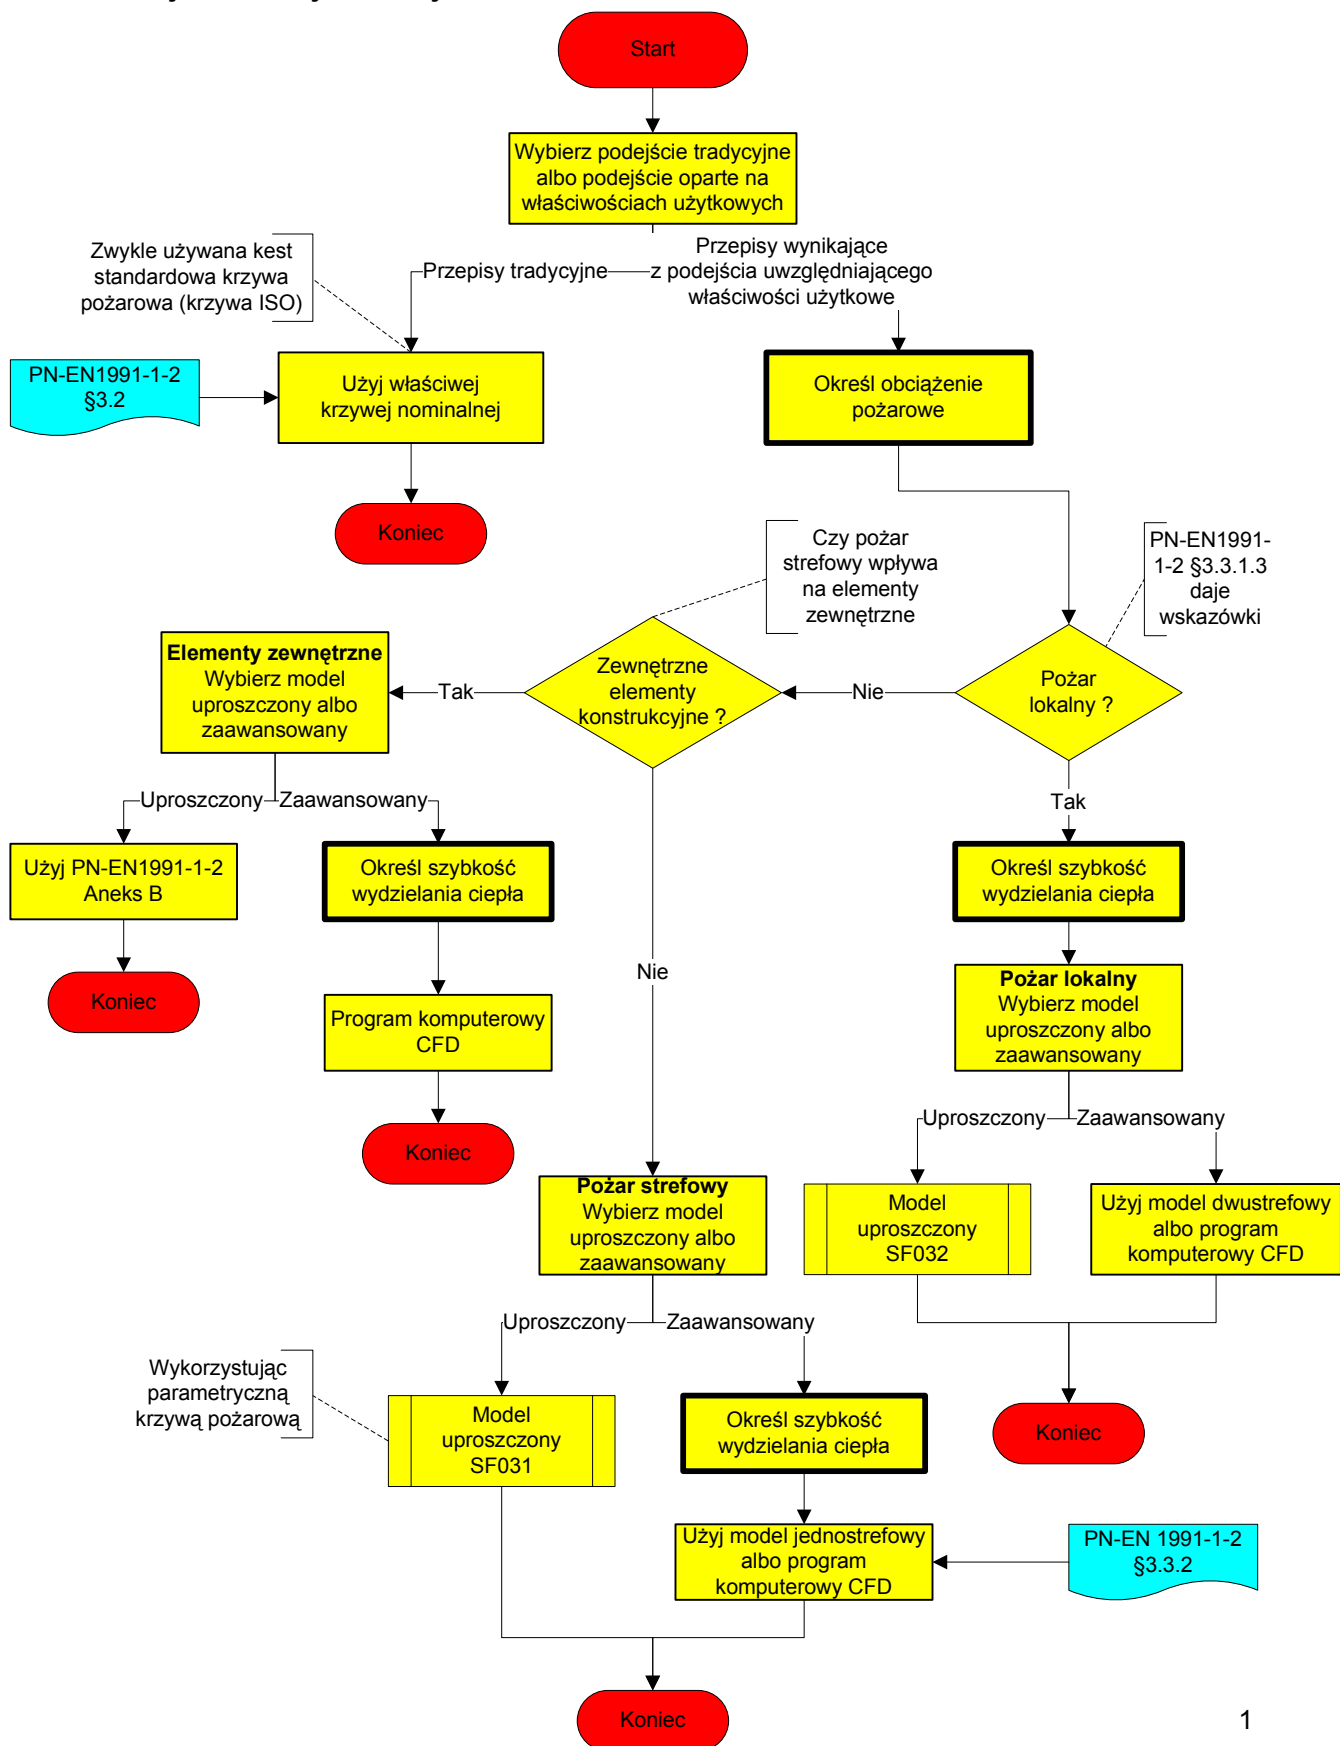 Start
Wybierz podejście tradycyjne
albo podejście oparte na
właściwościach użytkowych
Zwykle używana kest
standardowa krzywa
pożarowa (krzywa ISO)
Przepisy tradycyjne
Przepisy wynikające
z podejścia uwzględniającego
właściwości użytkowe
PN-EN1991-1-2
§3.2
Użyj właściwej
krzywej nominalnej
Określ obciążenie
pożarowe
Koniec
Czy pożar
strefowy wpływa
na elementy
zewnętrzne
PN-EN1991-
1-2 §3.3.1.3
daje
wskazówki
Elementy zewnętrzne
Wybierz model
uproszczony albo
zaawansowany
Tak
Zewnętrzne
elementy
konstrukcyjne ?
Nie
Pożar
lokalny ?
Uproszczony
Zaawansowany
Tak
Użyj PN-EN1991-1-2
Aneks B
Określ szybkość
wydzielania ciepła
Określ szybkość
wydzielania ciepła
Nie
Koniec
Program komputerowy
CFD
Pożar lokalny
Wybierz model
uproszczony albo
zaawansowany
Koniec
Uproszczony
Zaawansowany
Pożar strefowy
Wybierz model
uproszczony albo
zaawansowany
Model
uproszczony
SF032
Użyj model dwustrefowy
albo program
komputerowy CFD
Uproszczony
Zaawansowany
Wykorzystując
parametryczną
krzywą pożarową
Model
uproszczony
SF031
Określ szybkość
wydzielania ciepła
Koniec
Użyj model jednostrefowy
albo program
komputerowy CFD
PN-EN 1991-1-2
§3.3.2
Koniec
1